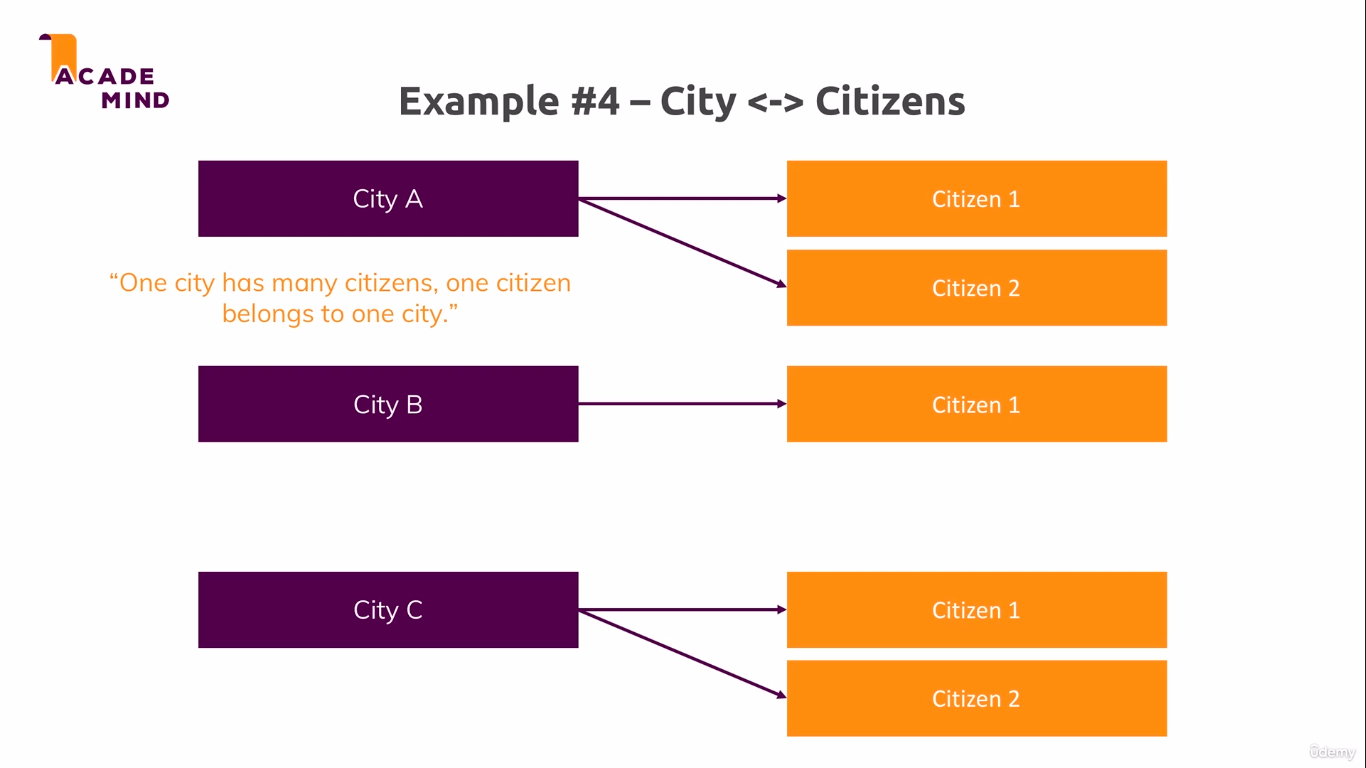 ACADE
MIND
Example #4 – City <-> Citizens
City A
Citizen 1
Citizen 2
“One city has many citizens, one citizen
belongs to one city.”
City B
Citizen 1
City C
Citizen 1
Citizen 2
ûdemy